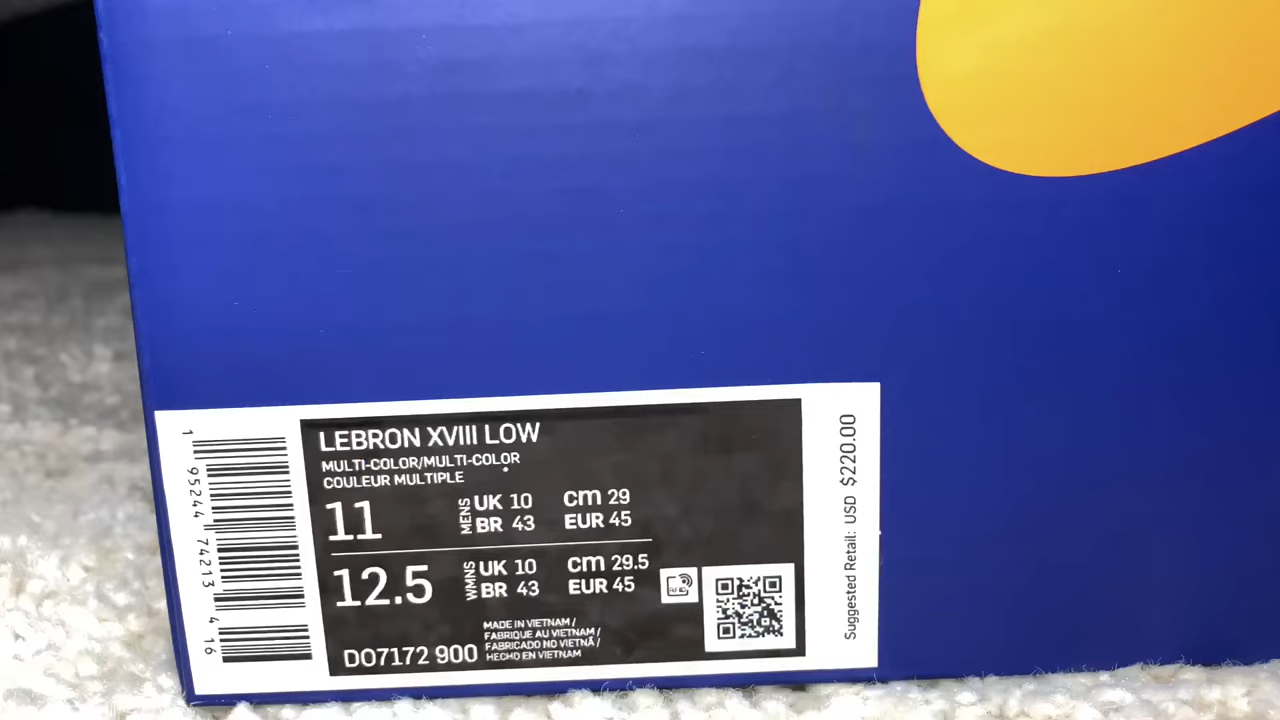 LEBRON XVIII LOW
MULTI-COLOR/MULTI-COLOR
COULEUR MULTIPLE
11 MENS UK 10 cm 29
BR 43 EUR 45
12.5 WMNS UK 10 cm 29.5
BR 43 EUR 45
DO7172 900
MADE IN VIETNAM /
FABRIQUE AU VIETNAM /
FABRICADO NO VIETNÃ /
HECHO EN VIETNAM
RFID
1 95244 74213 4 16
Suggested Retail: USD $220.00